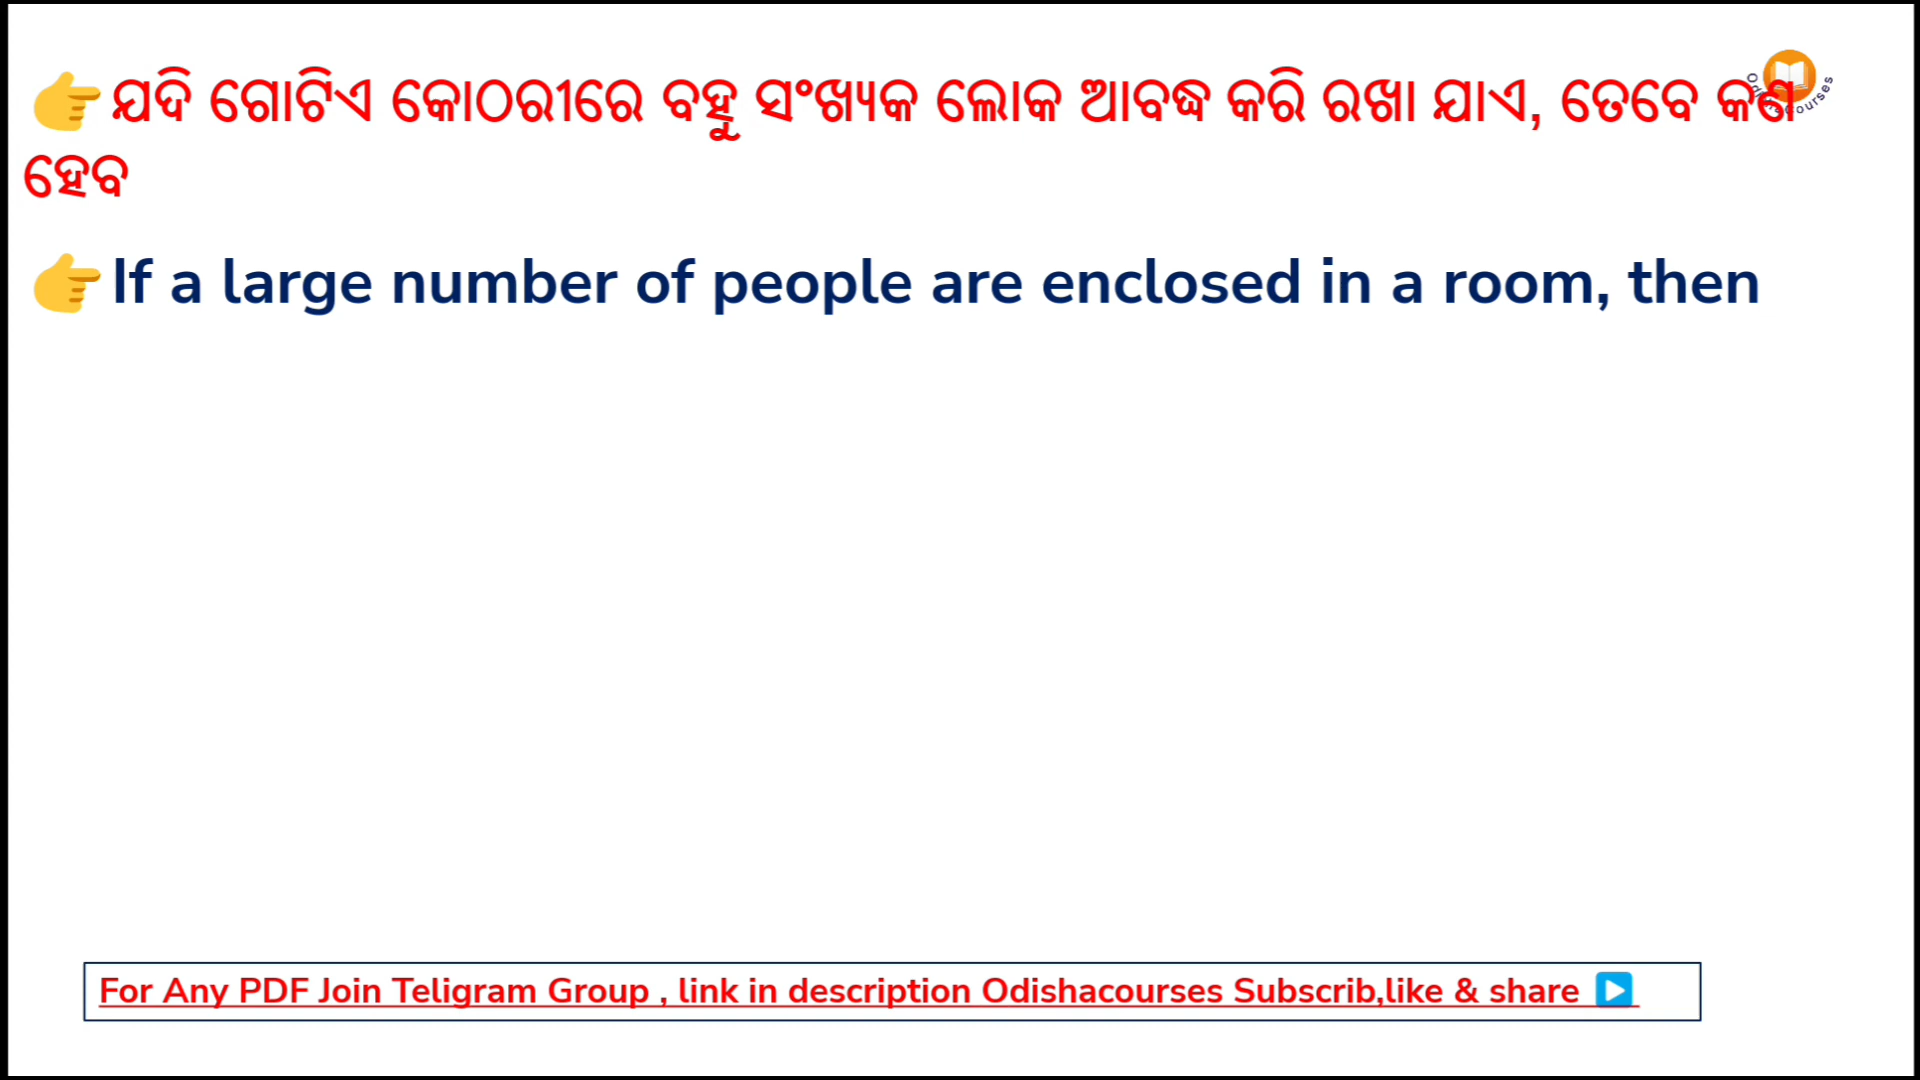 👉ଯଦି ଗୋଟିଏ କୋଠରୀରେ ବହୁ ସଂଖ୍ୟକ ଲୋକ ଆବଦ୍ଧ କରି ରଖା ଯାଏ, ତେବେ କଣ
ହେବ
👉If a large number of people are enclosed in a room, then
For Any PDF Join Teligram Group , link in description Odishacourses Subscrib,like & share ▶️